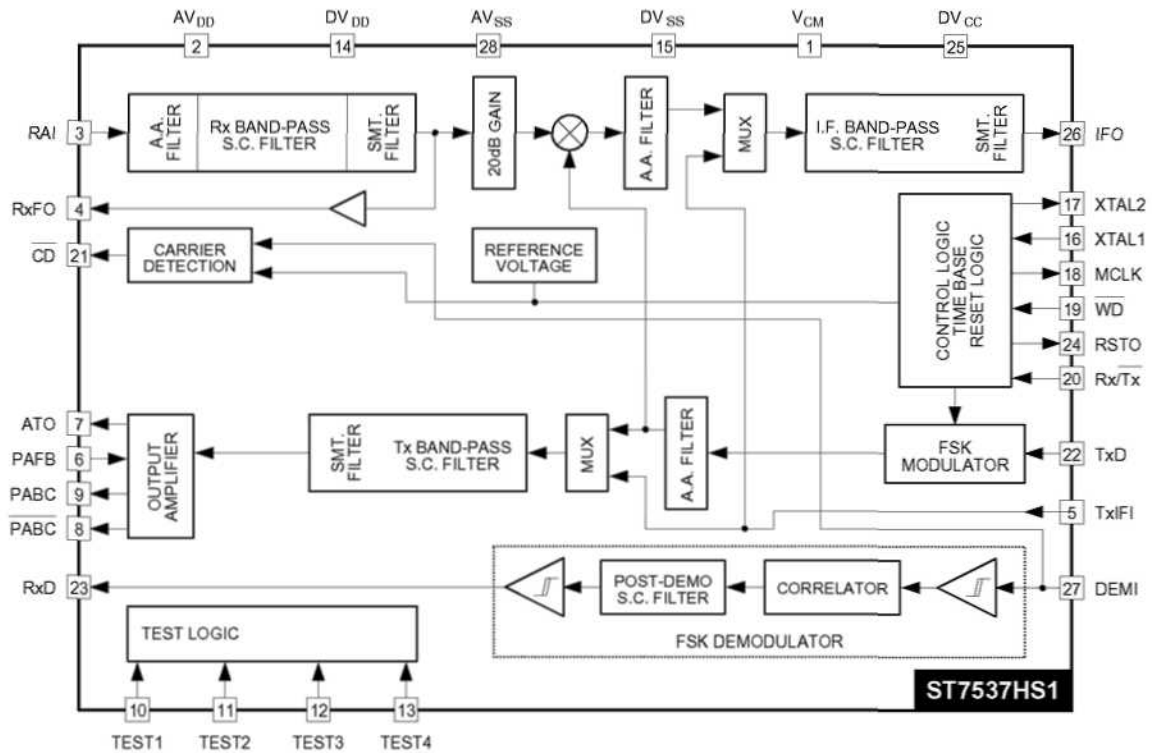 AVDD
DVDD
AVSS
DVSS
VCM
DVCC
2
14
28
15
1
25
RAI
3
A.A.
FILTER
Rx BAND-PASS
S.C. FILTER
SMT.
FILTER
20dB GAIN
A.A. FILTER
MUX
I.F. BAND-PASS
S.C. FILTER
SMT.
FILTER
26
IFO
RxFO
4
CD
21
CARRIER
DETECTION
REFERENCE
VOLTAGE
CONTROL LOGIC
TIME BASE
RESET LOGIC
17
XTAL2
16
XTAL1
18
MCLK
19
WD
24
RSTO
20
Rx/Tx
ATO
7
PAFB
6
PABC
9
PABC
8
OUTPUT
AMPLIFIER
SMT.
FILTER
Tx BAND-PASS
S.C. FILTER
MUX
A.A. FILTER
FSK
MODULATOR
22
TxD
5
TxIFI
RxD
23
POST-DEMO
S.C. FILTER
CORRELATOR
27
DEMI
FSK DEMODULATOR
TEST LOGIC
ST7537HS1
10
11
12
13
TEST1
TEST2
TEST3
TEST4